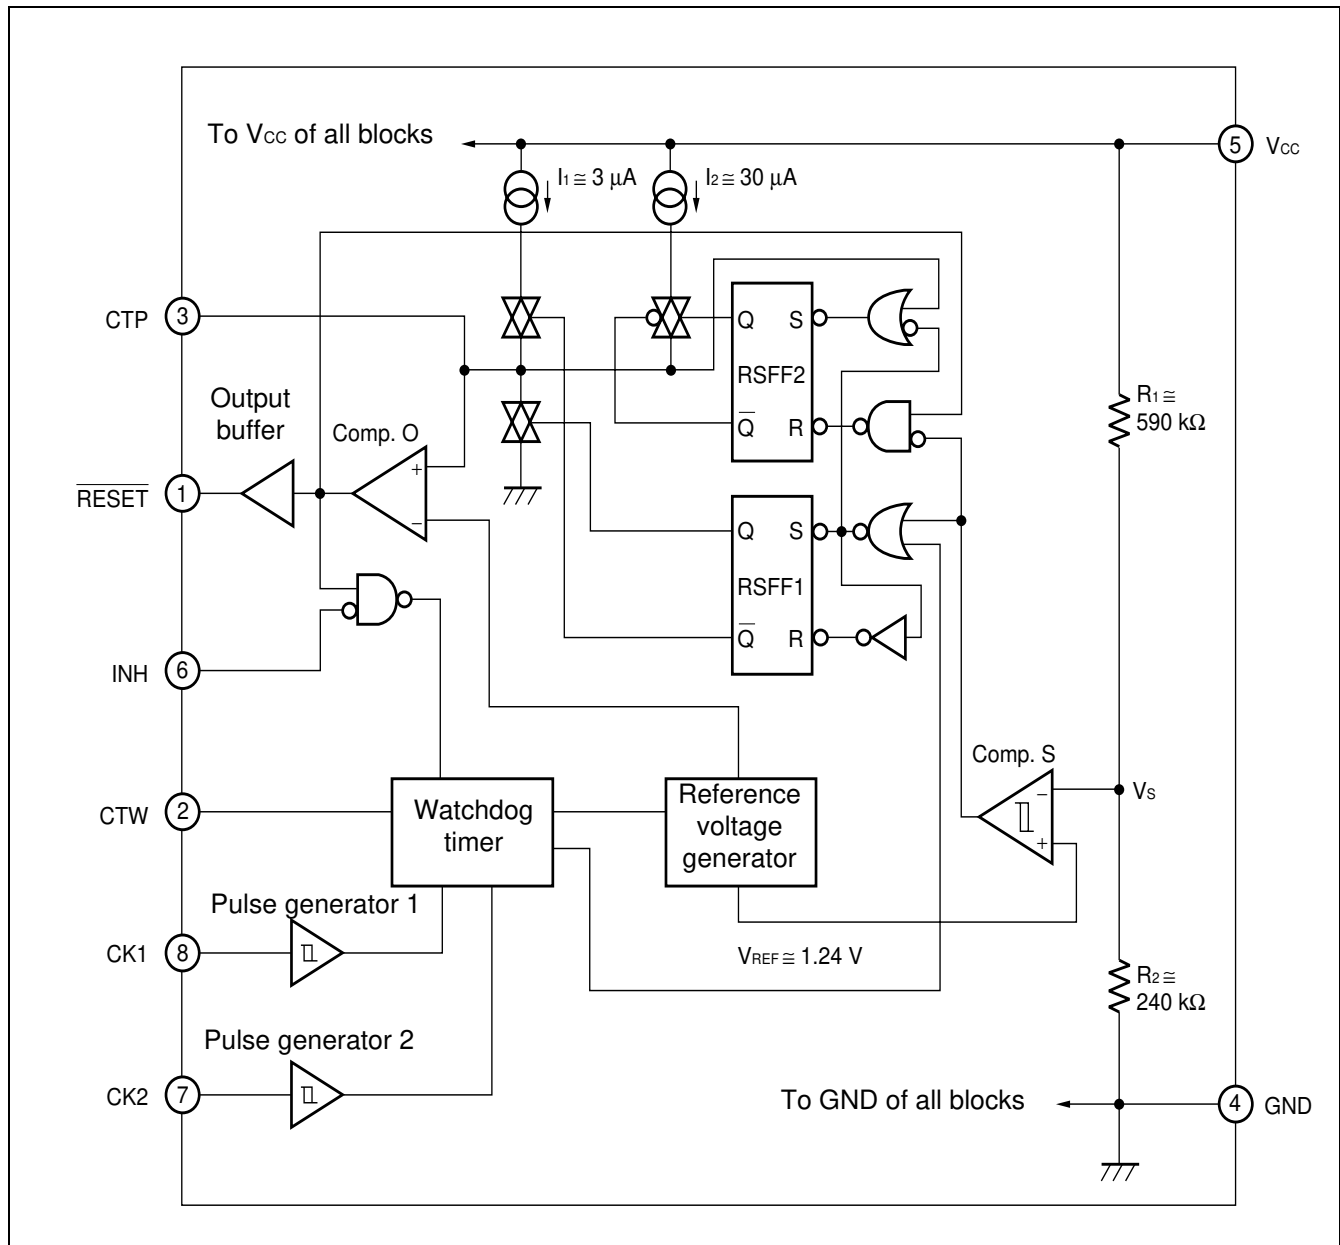 To VCC of all blocks
5 VCC
I1 ≅ 3 µA
I2 ≅ 30 µA
CTP 3
Q S
RSFF2
Q̅ R
R1 ≅
590 kΩ
Output
buffer
Comp. O
+
−
R̅E̅S̅E̅T̅ 1
Q S
RSFF1
Q̅ R
INH 6
Comp. S
−
+
VS
CTW 2
Watchdog
timer
Reference
voltage
generator
Pulse generator 1
CK1 8
VREF ≅ 1.24 V
R2 ≅
240 kΩ
Pulse generator 2
CK2 7
To GND of all blocks
4 GND